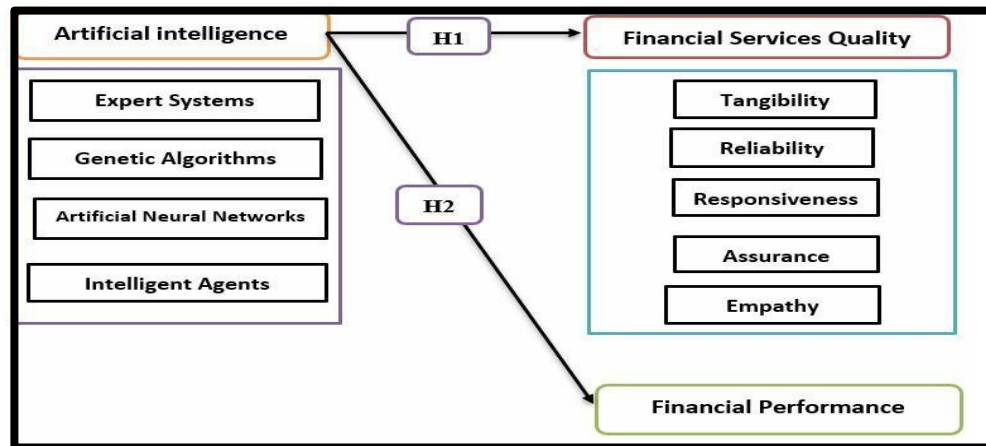 Artificial intelligence
H1
Financial Services Quality
Expert Systems
Genetic Algorithms
Artificial Neural Networks
Intelligent Agents
H2
Tangibility
Reliability
Responsiveness
Assurance
Empathy
Financial Performance